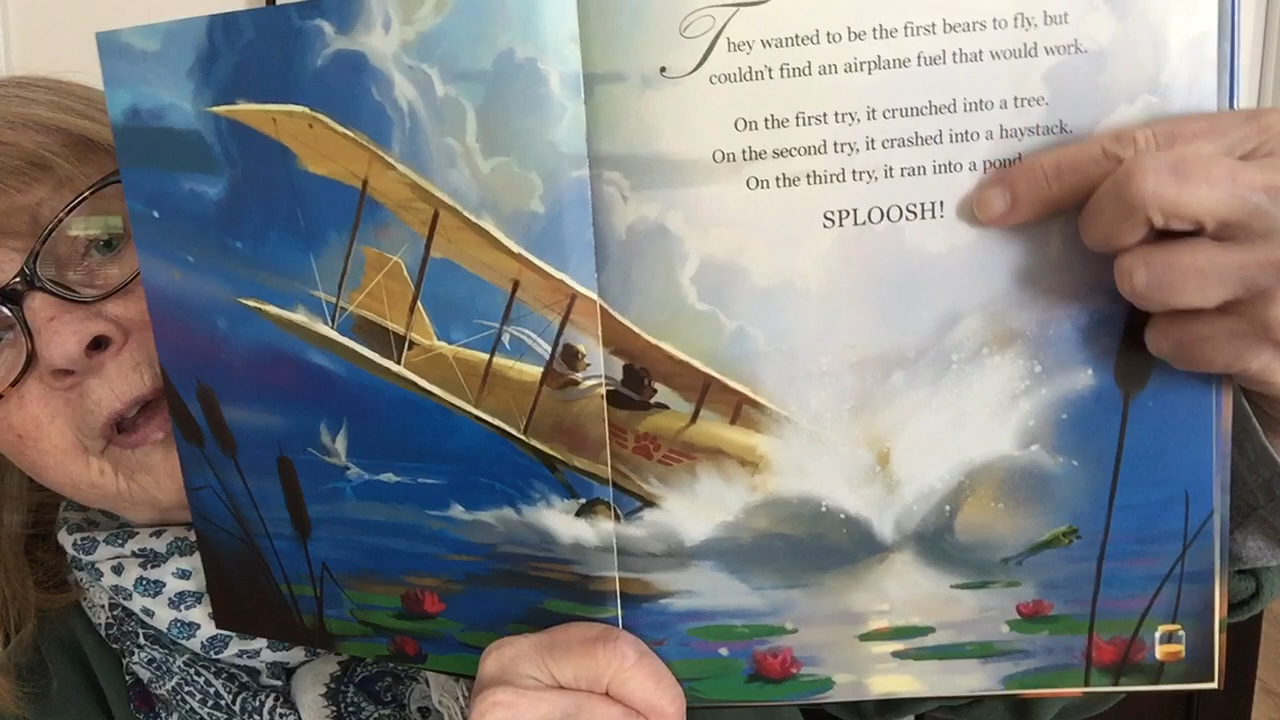 They wanted to be the first bears to fly, but
couldn't find an airplane fuel that would work.
On the first try, it crunched into a tree.
On the second try, it crashed into a haystack.
On the third try, it ran into a pond
SPLOOSH!